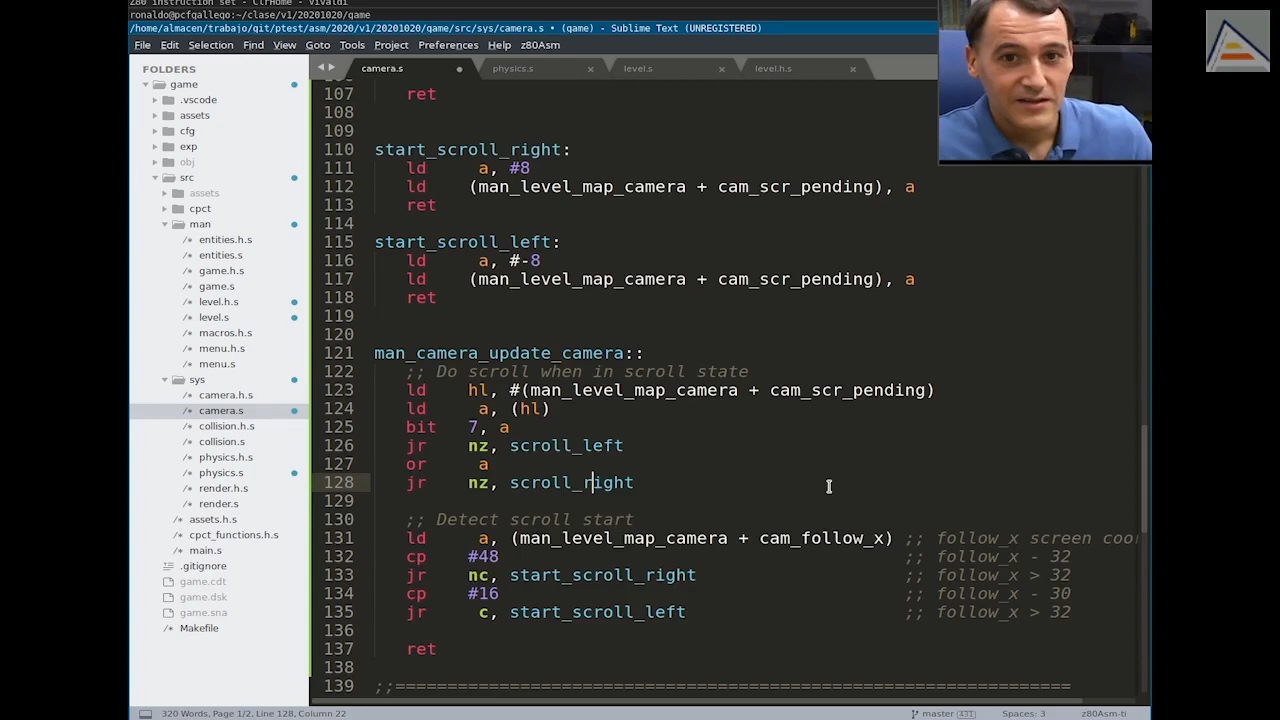 Z80 instruction set - ClrHome - Vivaldi
ronaldo@pcfgallego:~/clase/v1/20201020/game
/home/almacen/trabajo/git/ptest/asm/2020/v1/20201020/game/src/sys/camera.s • (game) - Sublime Text (UNREGISTERED)
File Edit Selection Find View Goto Tools Project Preferences Help z80Asm
FOLDERS
game
.vscode
assets
cfg
exp
obj
src
assets
cpct
man
/* entities.h.s
/* entities.s
/* game.h.s
/* game.s
/* level.h.s
/* level.s
/* macros.h.s
/* menu.h.s
/* menu.s
sys
/* camera.h.s
/* camera.s
/* collision.h.s
/* collision.s
/* physics.h.s
/* physics.s
/* render.h.s
/* render.s
/* assets.h.s
/* cpct_functions.h.s
/* main.s
.gitignore
game.cdt
game.dsk
game.sna
Makefile
camera.s physics.s level.s level.h.s
107 ret
108
109
110 start_scroll_right:
111 ld a, #8
112 ld (man_level_map_camera + cam_scr_pending), a
113 ret
114
115 start_scroll_left:
116 ld a, #-8
117 ld (man_level_map_camera + cam_scr_pending), a
118 ret
119
120
121 man_camera_update_camera::
122 ;; Do scroll when in scroll state
123 ld hl, #(man_level_map_camera + cam_scr_pending)
124 ld a, (hl)
125 bit 7, a
126 jr nz, scroll_left
127 or a
128 jr nz, scroll_right
129
130 ;; Detect scroll start
131 ld a, (man_level_map_camera + cam_follow_x) ;; follow_x screen coor
132 cp #48 ;; follow_x - 32
133 jr nc, start_scroll_right ;; follow_x > 32
134 cp #16 ;; follow_x - 30
135 jr c, start_scroll_left ;; follow_x > 32
136
137 ret
138
139 ;;=================================================================
320 Words, Page 1/2, Line 128, Column 22 master 431 Spaces: 3 z80Asm-ti